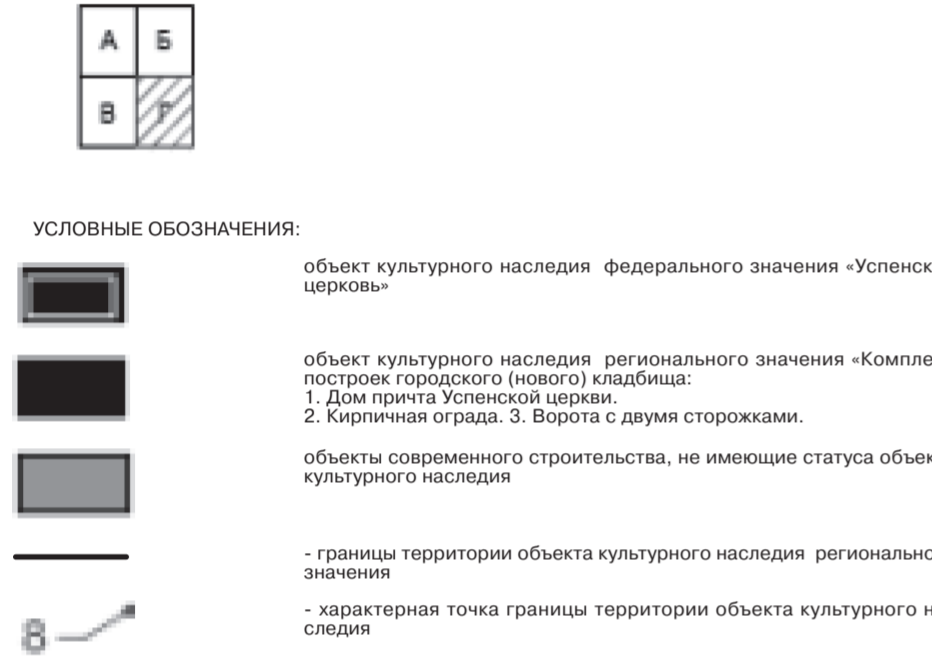 А Б
В Г
УСЛОВНЫЕ ОБОЗНАЧЕНИЯ:
объект культурного наследия федерального значения «Успенск
церковь»
объект культурного наследия регионального значения «Компле
построек городского (нового) кладбища:
1. Дом причта Успенской церкви.
2. Кирпичная ограда. 3. Ворота с двумя сторожками.
объекты современного строительства, не имеющие статуса объек
культурного наследия
- границы территории объекта культурного наследия регионально
значения
- характерная точка границы территории объекта культурного н
следия
8